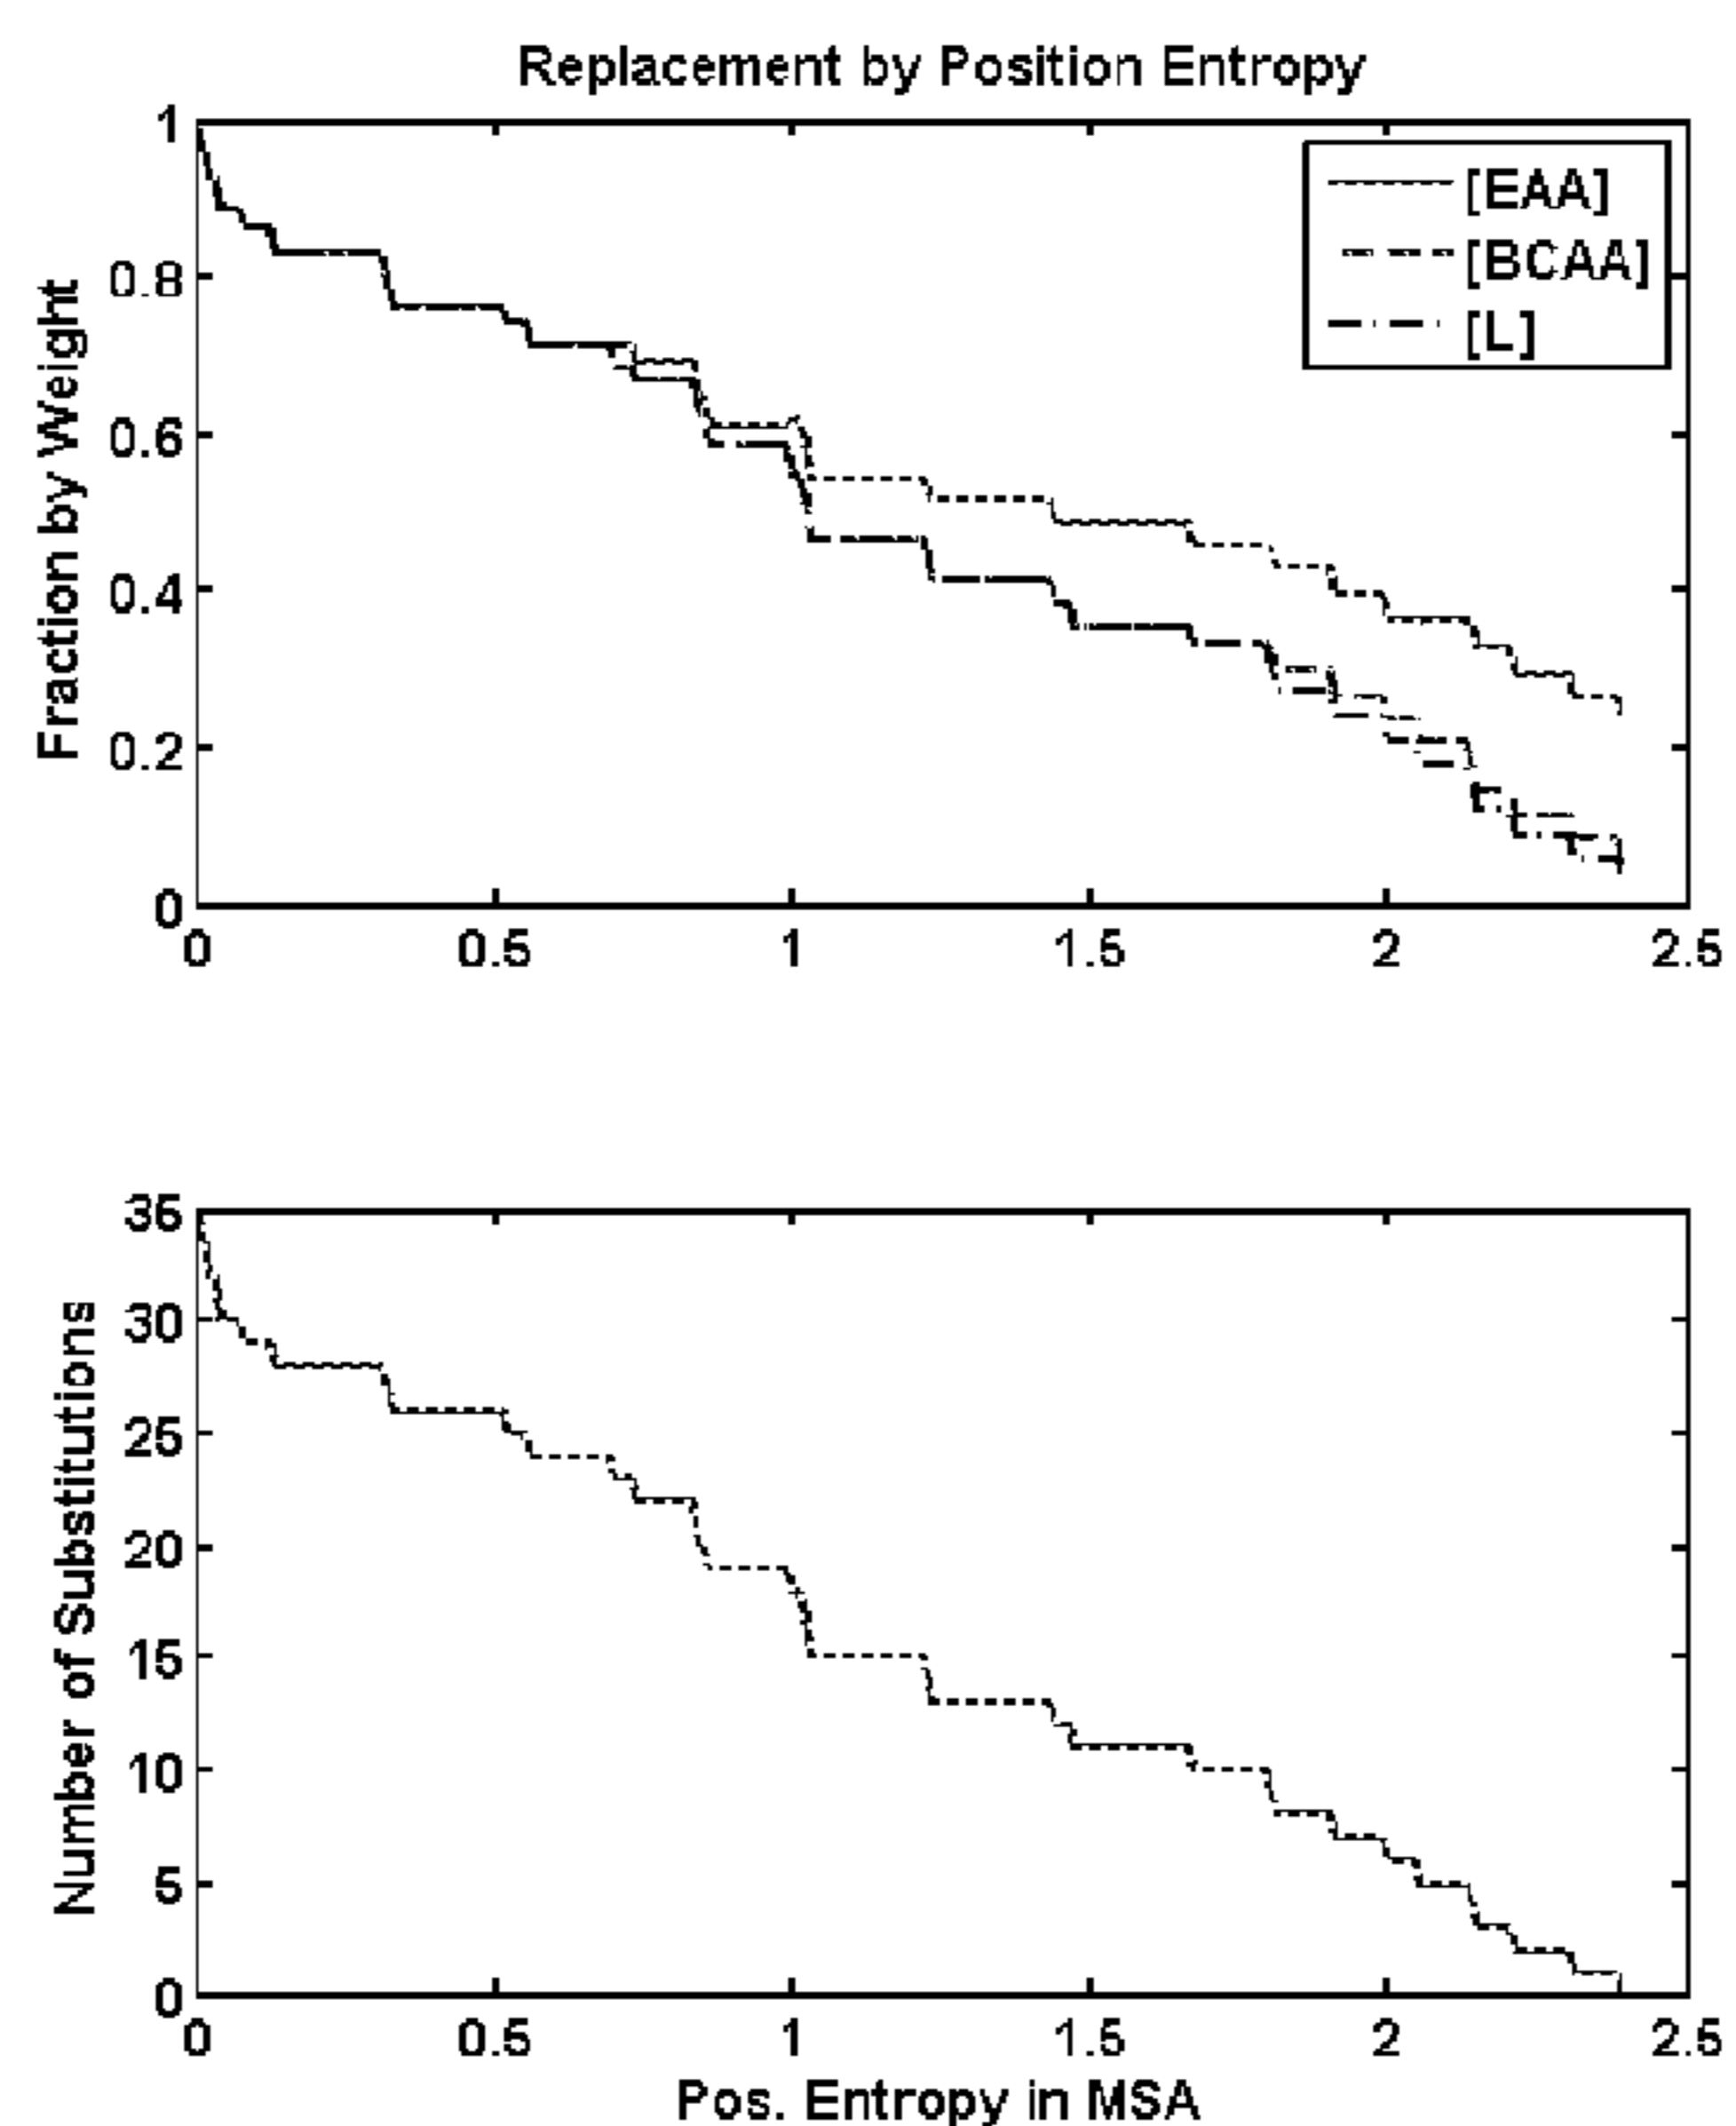 Replacement by Position Entropy
Fraction by Weight
1
0.8
0.6
0.4
0.2
0
0 0.5 1 1.5 2 2.5
[EAA]
[BCAA]
[L]
Number of Substitutions
35
30
25
20
15
10
5
0
0 0.5 1 1.5 2 2.5
Pos. Entropy in MSA